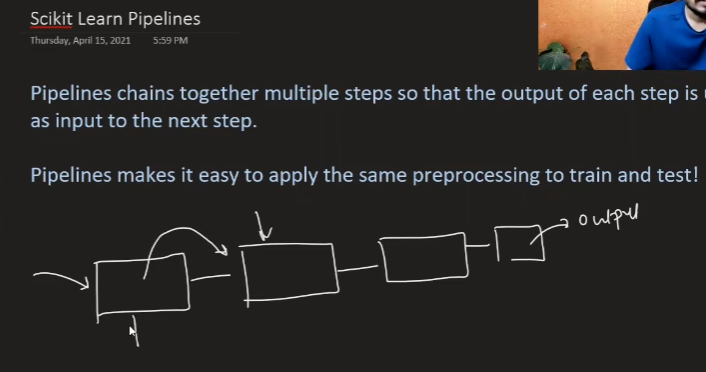 Scikit Learn Pipelines
Thursday, April 15, 2021 5:59 PM
Pipelines chains together multiple steps so that the output of each step is
as input to the next step.
Pipelines makes it easy to apply the same preprocessing to train and test!
output